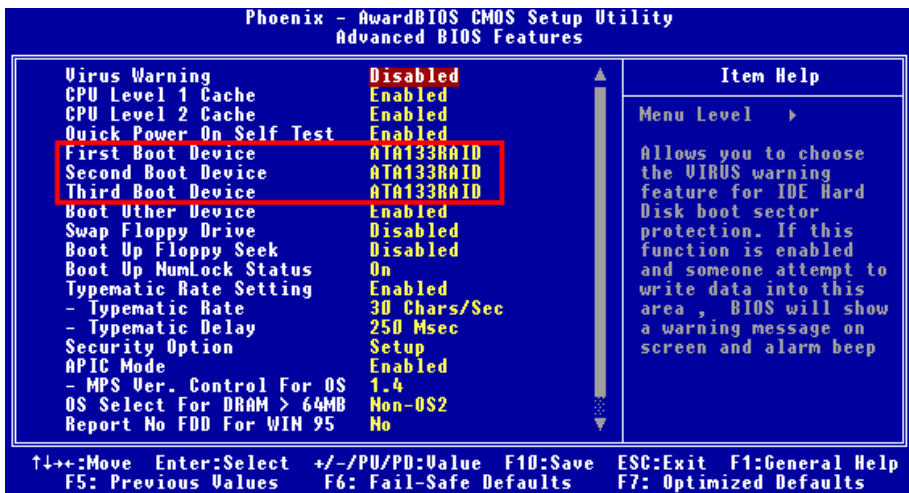 Phoenix - AwardBIOS CMOS Setup Utility
Advanced BIOS Features
Virus Warning Disabled
CPU Level 1 Cache Enabled
CPU Level 2 Cache Enabled
Quick Power On Self Test Enabled
First Boot Device ATA133RAID
Second Boot Device ATA133RAID
Third Boot Device ATA133RAID
Boot Other Device Enabled
Swap Floppy Drive Disabled
Boot Up Floppy Seek Disabled
Boot Up NumLock Status On
Typematic Rate Setting Enabled
- Typematic Rate 30 Chars/Sec
- Typematic Delay 250 Msec
Security Option Setup
APIC Mode Enabled
- MPS Ver. Control For OS 1.4
OS Select For DRAM > 64MB Non-OS2
Report No FDD For WIN 95 No
Item Help
Menu Level
Allows you to choose
the VIRUS warning
feature for IDE Hard
Disk boot sector
protection. If this
function is enabled
and someone attempt to
write data into this
area , BIOS will show
a warning message on
screen and alarm beep
↑↓→←:Move Enter:Select +/-/PU/PD:Value F10:Save ESC:Exit F1:General Help
F5: Previous Values F6: Fail-Safe Defaults F7: Optimized Defaults